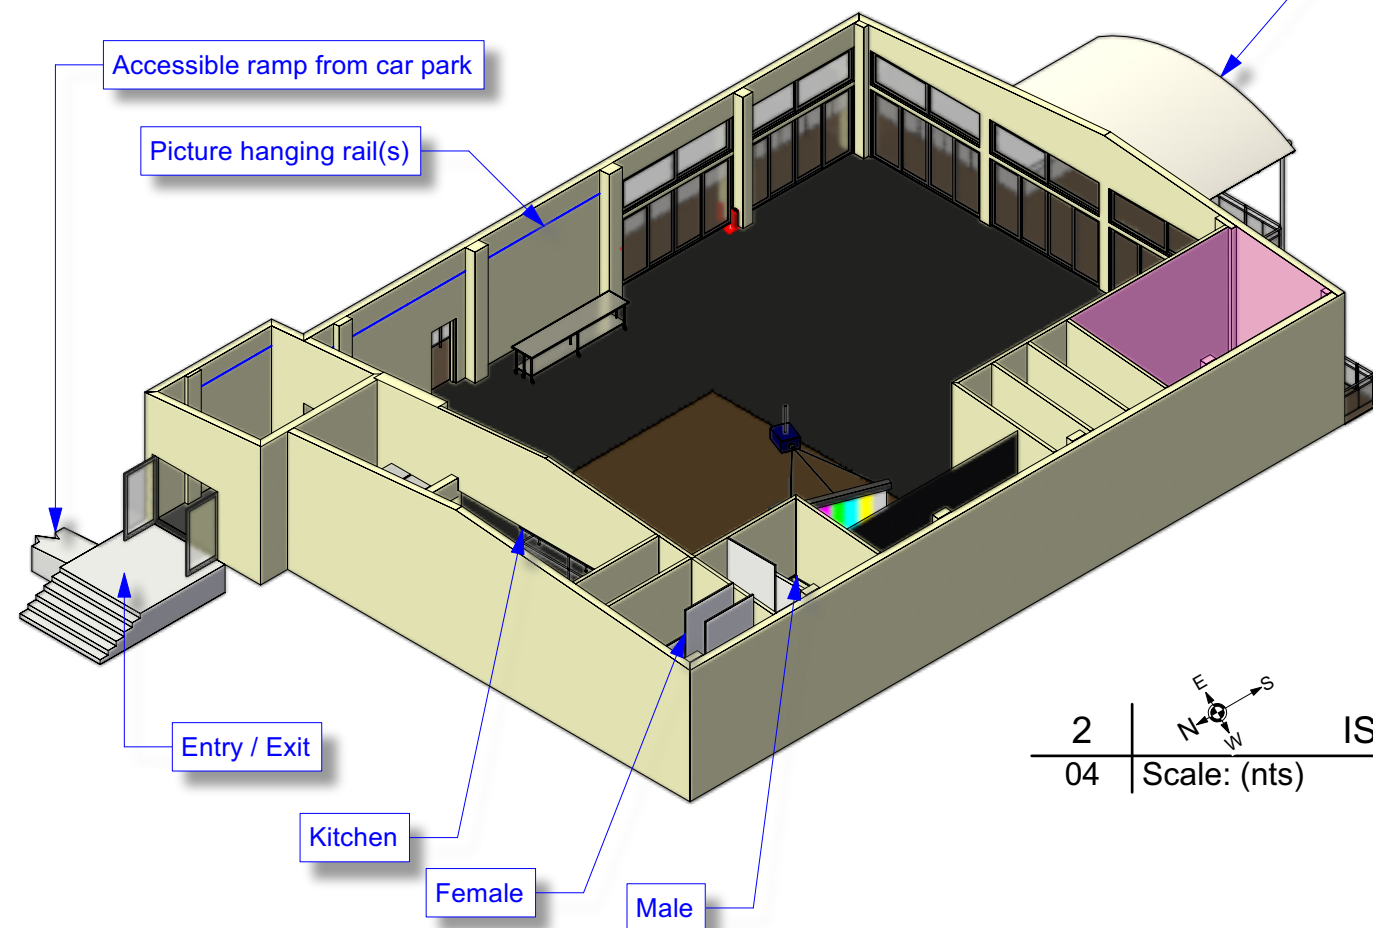 Accessible ramp from car park
Picture hanging rail(s)
Entry / Exit
Kitchen
Female
Male
E
S
N
W
2
IS
04
Scale: (nts)